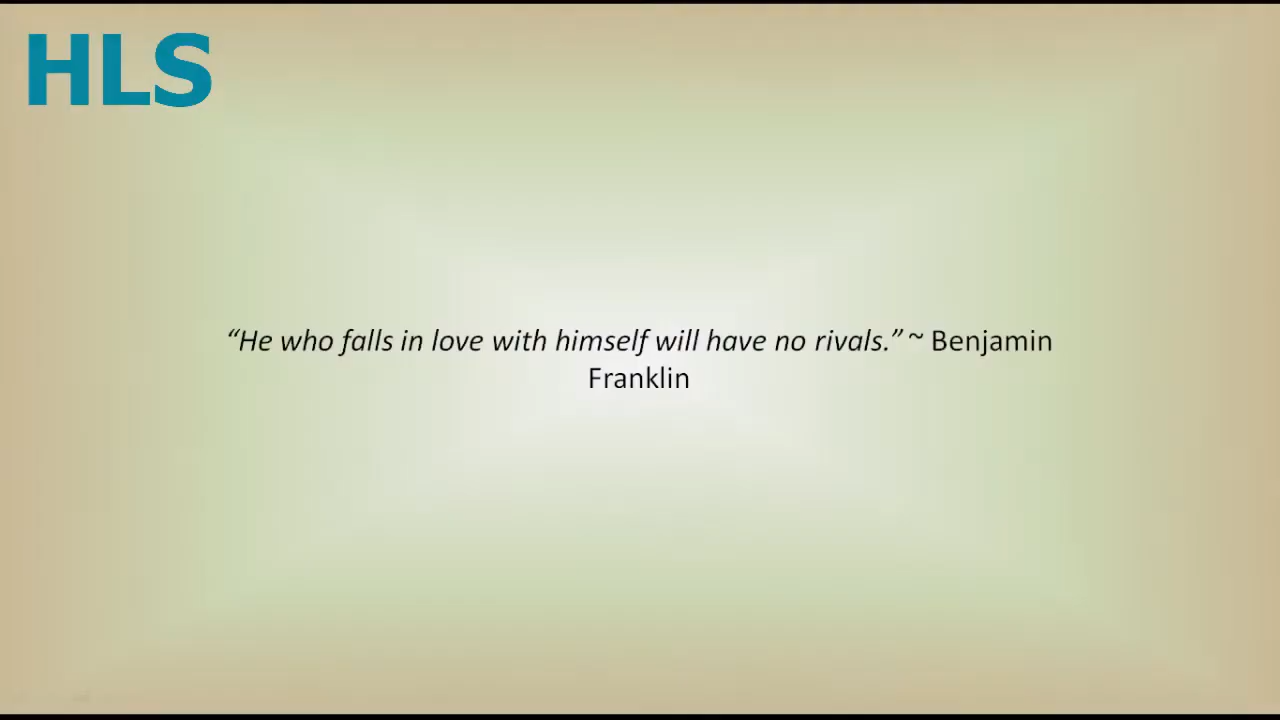 HLS
“He who falls in love with himself will have no rivals.” ~ Benjamin
Franklin